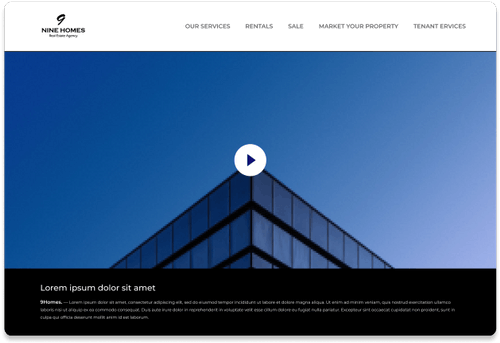 9
NINE HOMES
Real Estate Agency
OUR SERVICES RENTALS SALE MARKET YOUR PROPERTY TENANT ERVICES
Lorem ipsum dolor sit amet
9Homes. — Lorem ipsum dolor sit amet, consectetur adipiscing elit, sed do eiusmod tempor incididunt ut labore et dolore magna aliqua. Ut enim ad minim veniam, quis nostrud exercitation ullamco
laboris nisi ut aliquip ex ea commodo consequat. Duis aute irure dolor in reprehenderit in voluptate velit esse cillum dolore eu fugiat nulla pariatur. Excepteur sint occaecat cupidatat non proident, sunt in
culpa qui officia deserunt mollit anim id est laborum.